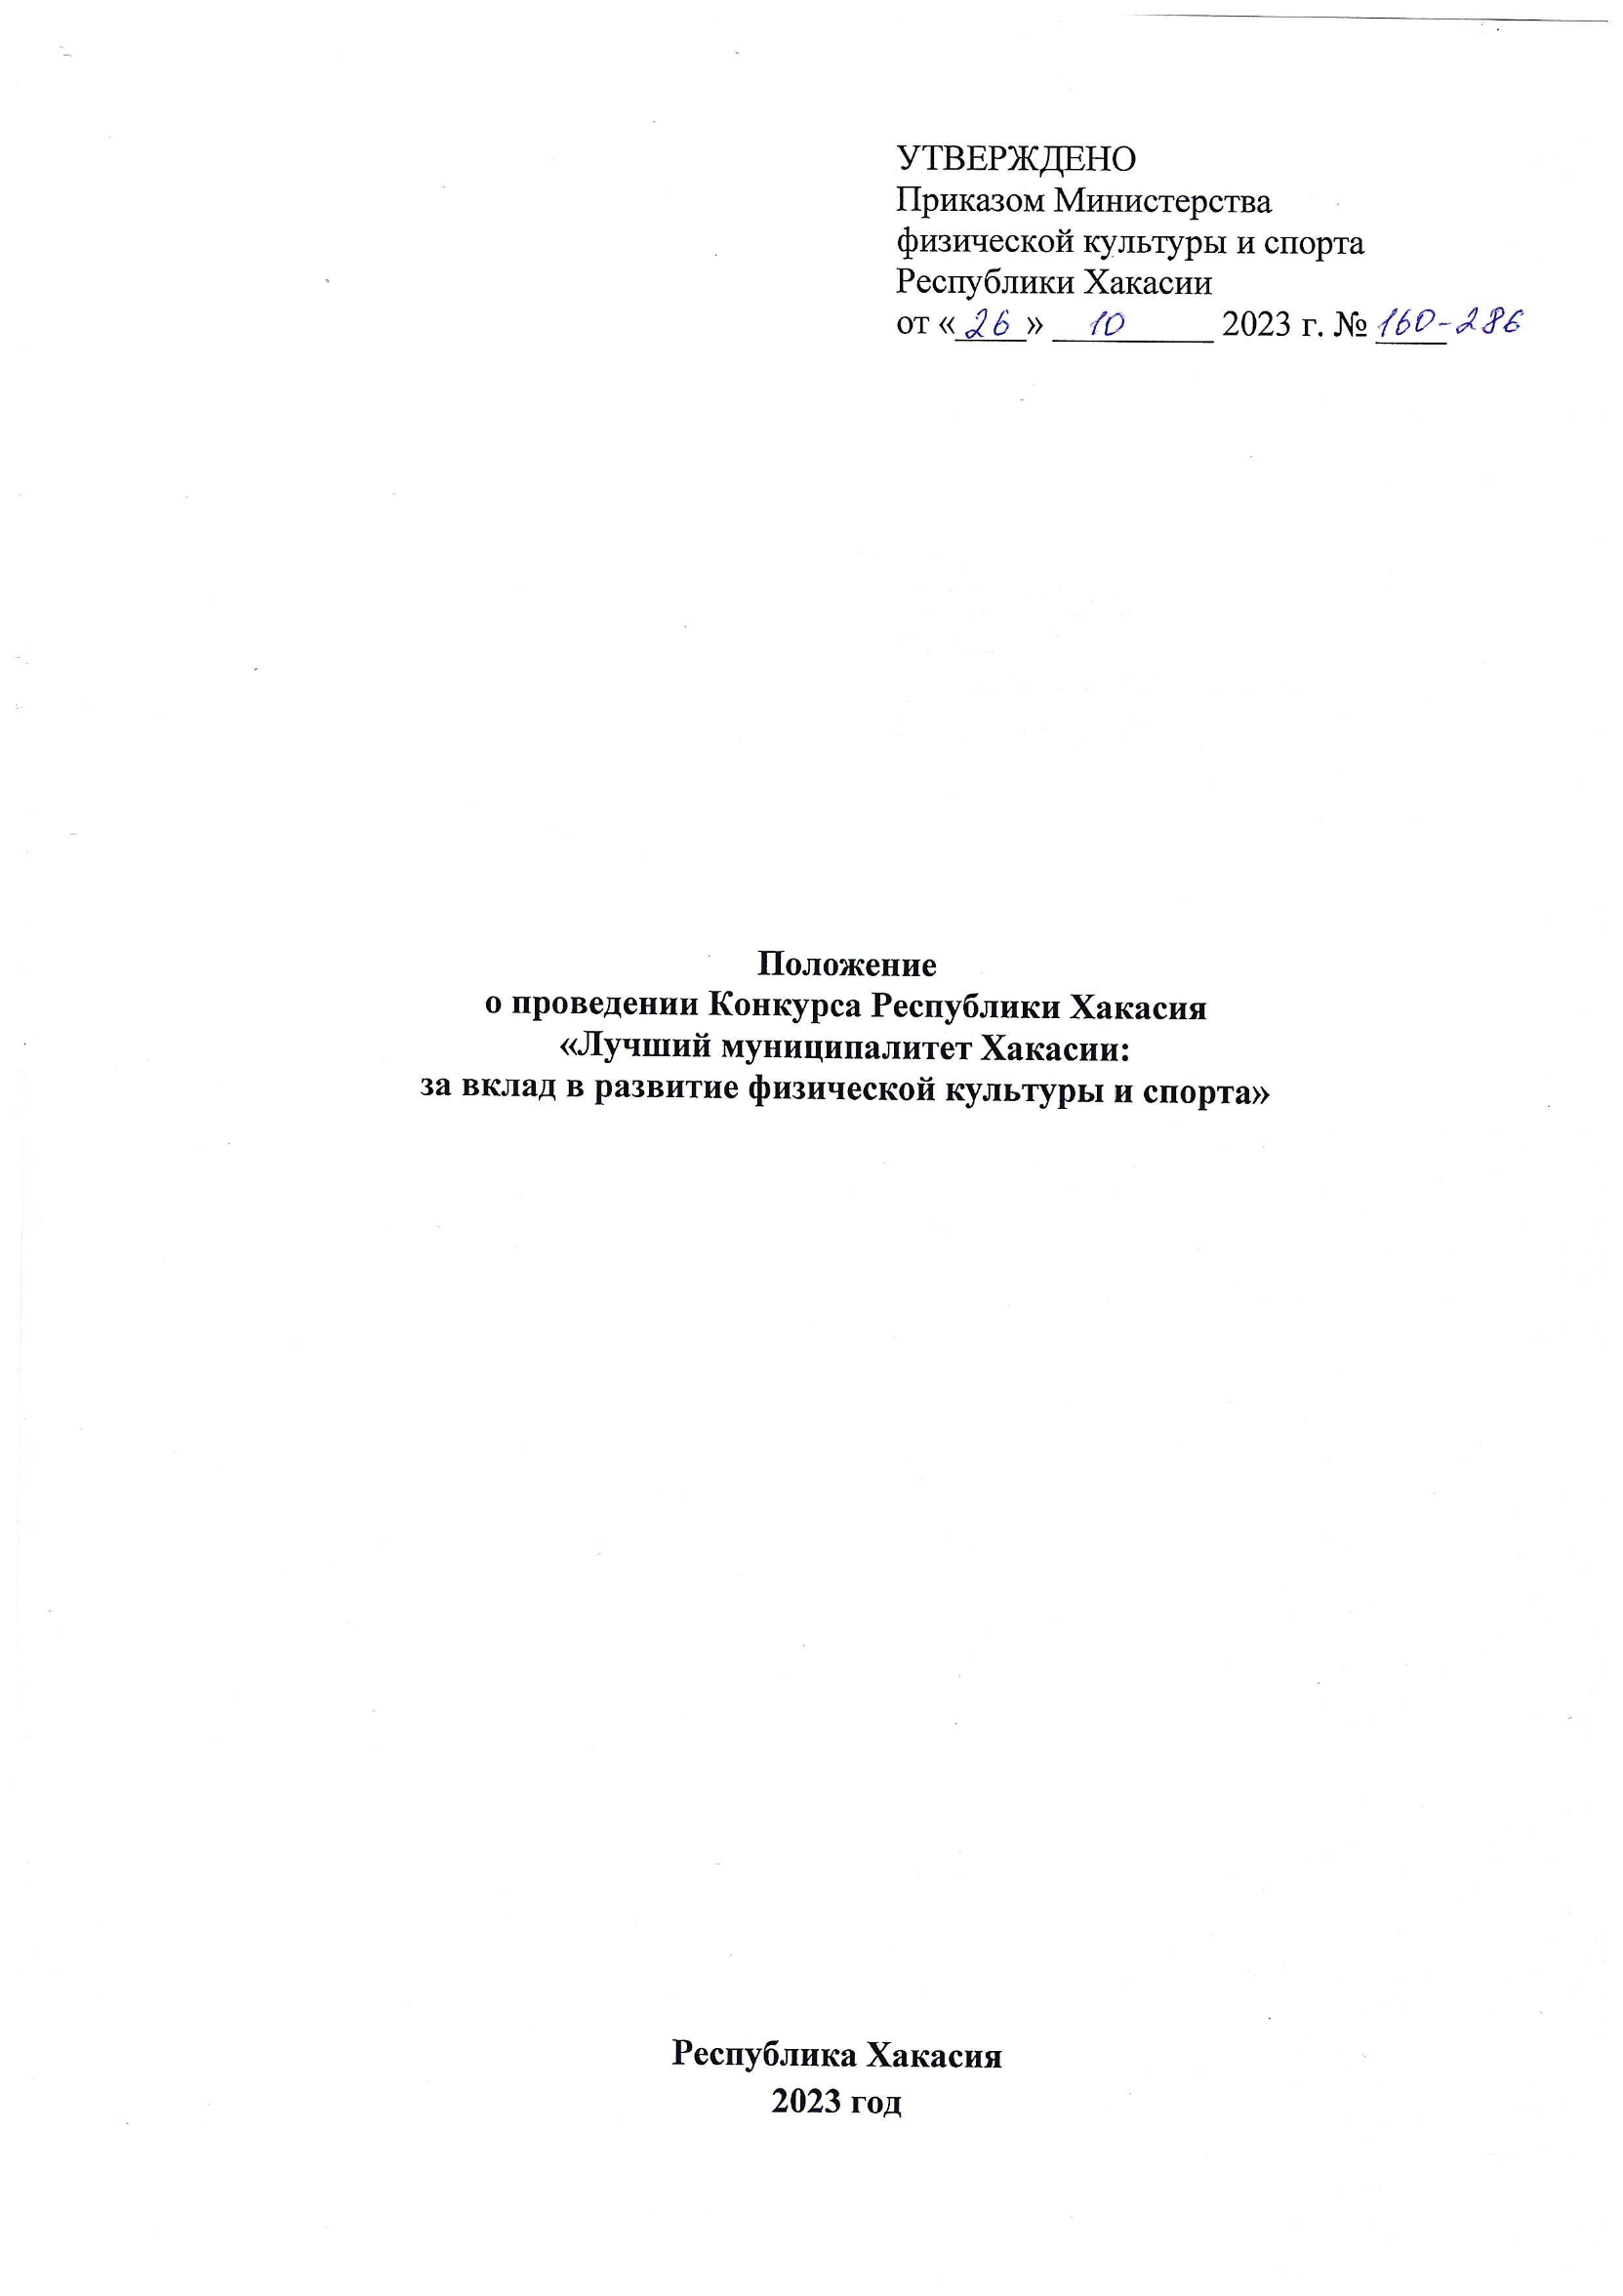 УТВЕРЖДЕНО
Приказом Министерства
физической культуры и спорта
Республики Хакасии
от «26» 10 2023 г. № 160-286
Положение
о проведении Конкурса Республики Хакасия
«Лучший муниципалитет Хакасии:
за вклад в развитие физической культуры и спорта»
Республика Хакасия
2023 год